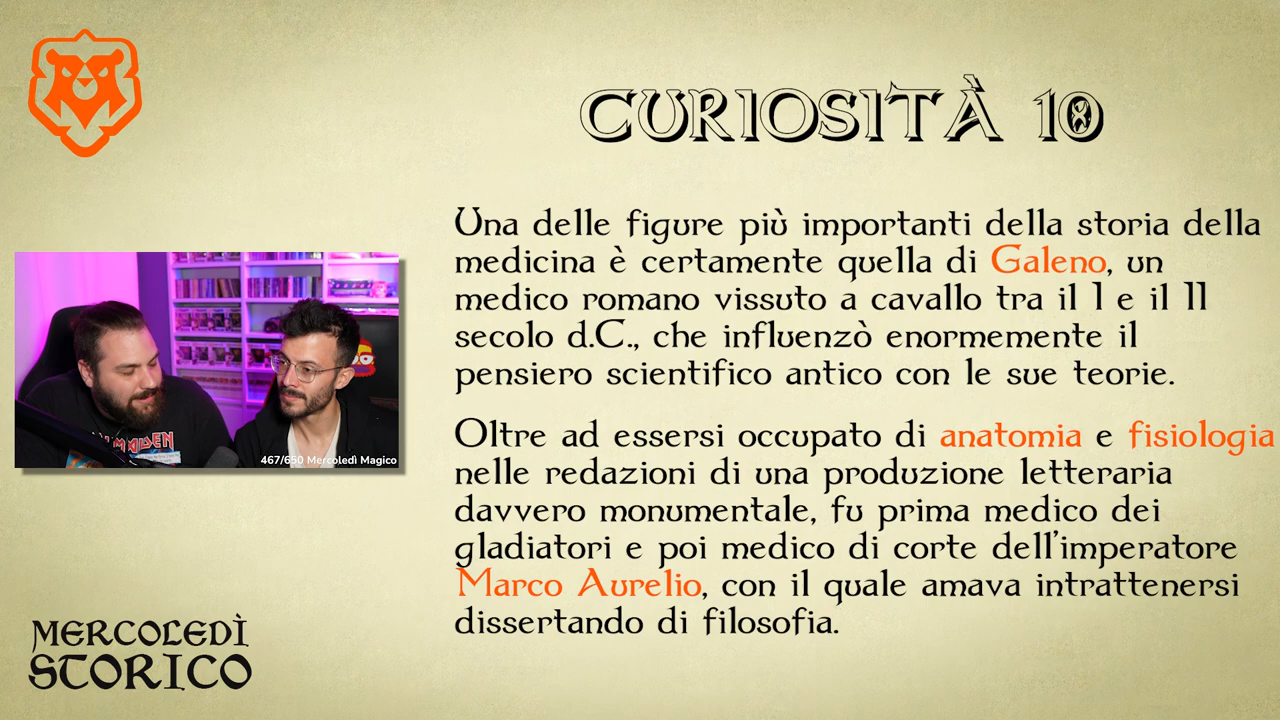 CURIOSITÀ 10
Una delle figure più importanti della storia della
medicina è certamente quella di Galeno, un
medico romano vissuto a cavallo tra il I e il II
secolo d.C., che influenzò enormemente il
pensiero scientifico antico con le sue teorie.
Oltre ad essersi occupato di anatomia e fisiologia
nelle redazioni di una produzione letteraria
davvero monumentale, fu prima medico dei
gladiatori e poi medico di corte dell'imperatore
Marco Aurelio, con il quale amava intrattenersi
dissertando di filosofia.
467/650 Mercoledì Magico
MERCOLEDÌ
STORICO